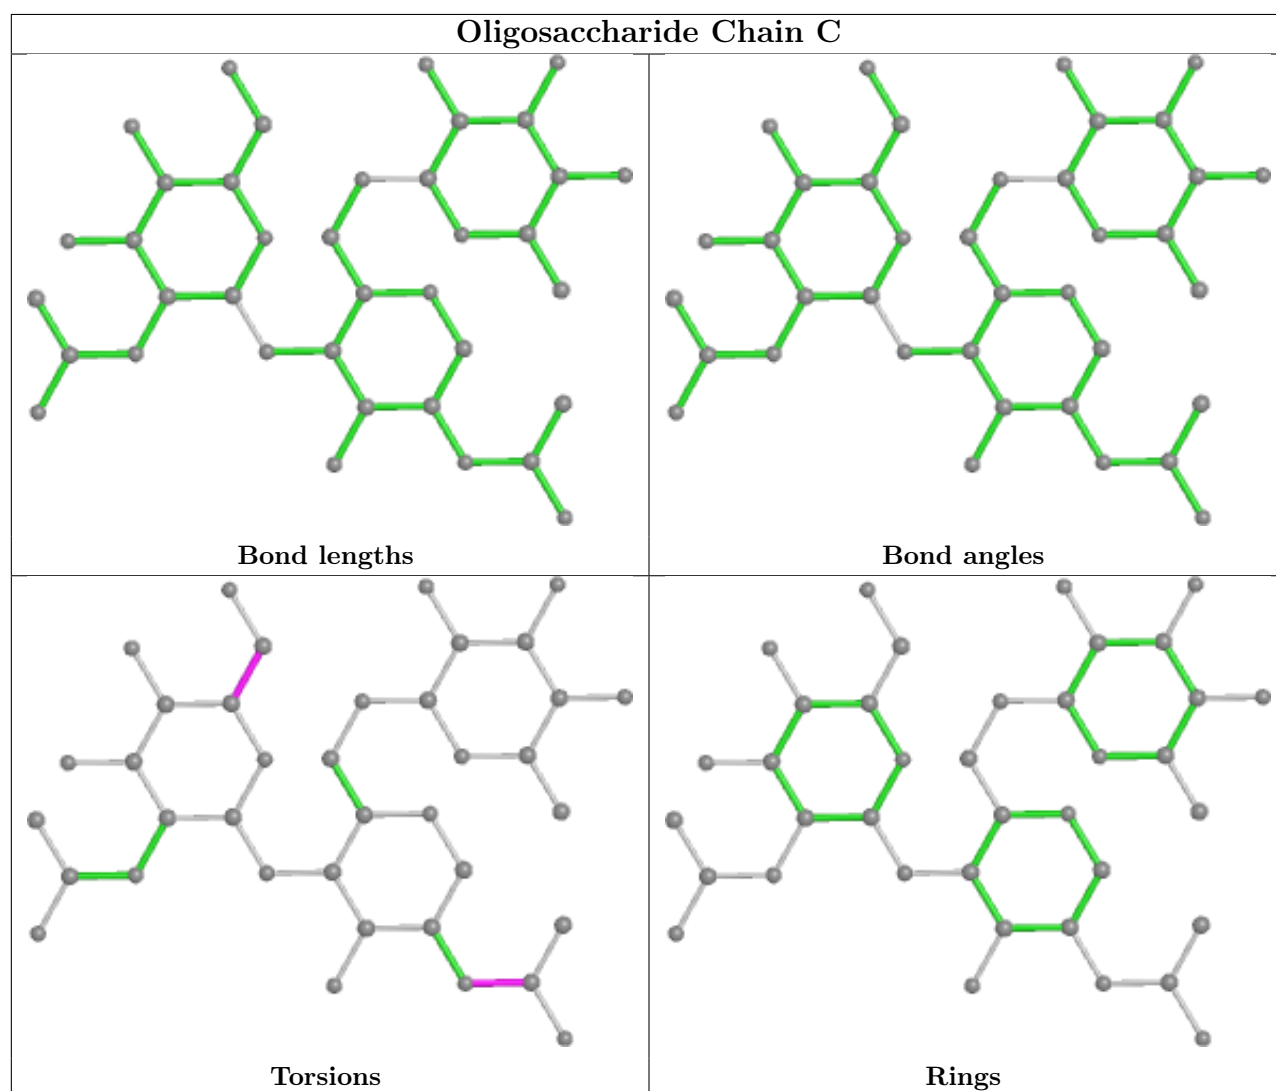 Oligosaccharide Chain C
Bond lengths
Bond angles
Torsions
Rings